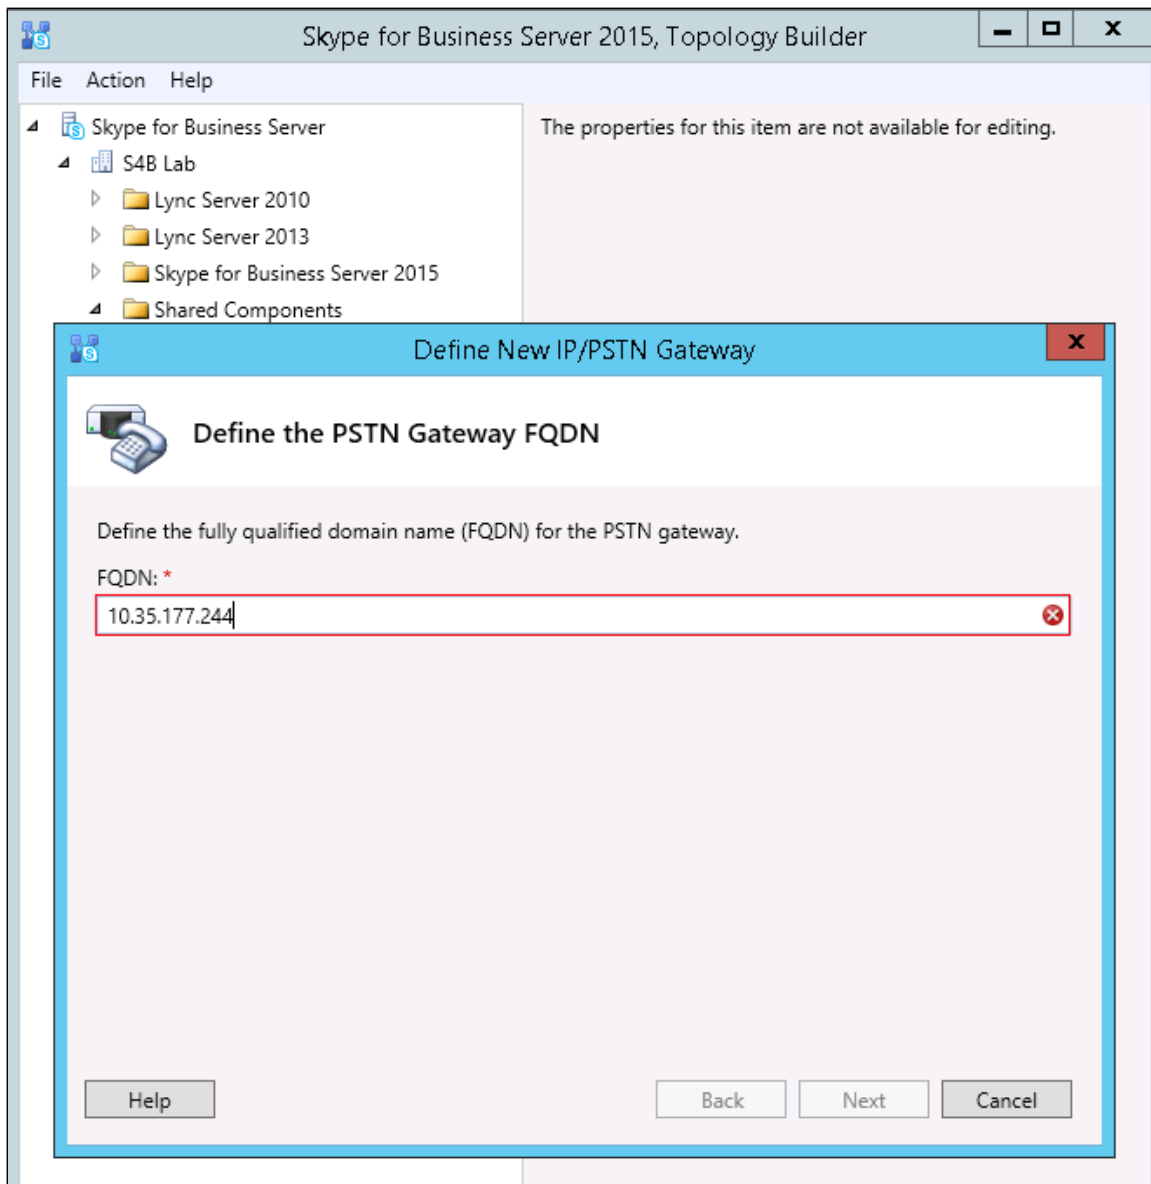 Skype for Business Server 2015, Topology Builder
File Action Help
Skype for Business Server
The properties for this item are not available for editing.
S4B Lab
Lync Server 2010
Lync Server 2013
Skype for Business Server 2015
Shared Components
Define New IP/PSTN Gateway
Define the PSTN Gateway FQDN
Define the fully qualified domain name (FQDN) for the PSTN gateway.
FQDN: *
10.35.177.244
Help Back Next Cancel